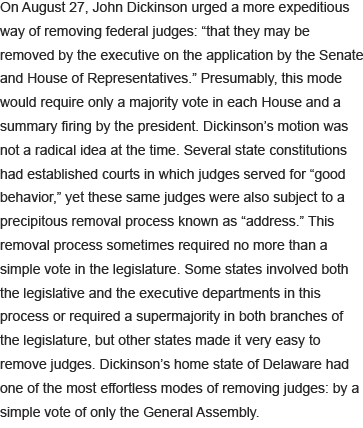 On August 27, John Dickinson urged a more expeditious
way of removing federal judges: “that they may be
removed by the executive on the application by the Senate
and House of Representatives.” Presumably, this mode
would require only a majority vote in each House and a
summary firing by the president. Dickinson’s motion was
not a radical idea at the time. Several state constitutions
had established courts in which judges served for “good
behavior,” yet these same judges were also subject to a
precipitous removal process known as “address.” This
removal process sometimes required no more than a
simple vote in the legislature. Some states involved both
the legislative and the executive departments in this
process or required a supermajority in both branches of
the legislature, but other states made it very easy to
remove judges. Dickinson’s home state of Delaware had
one of the most effortless modes of removing judges: by a
simple vote of only the General Assembly.